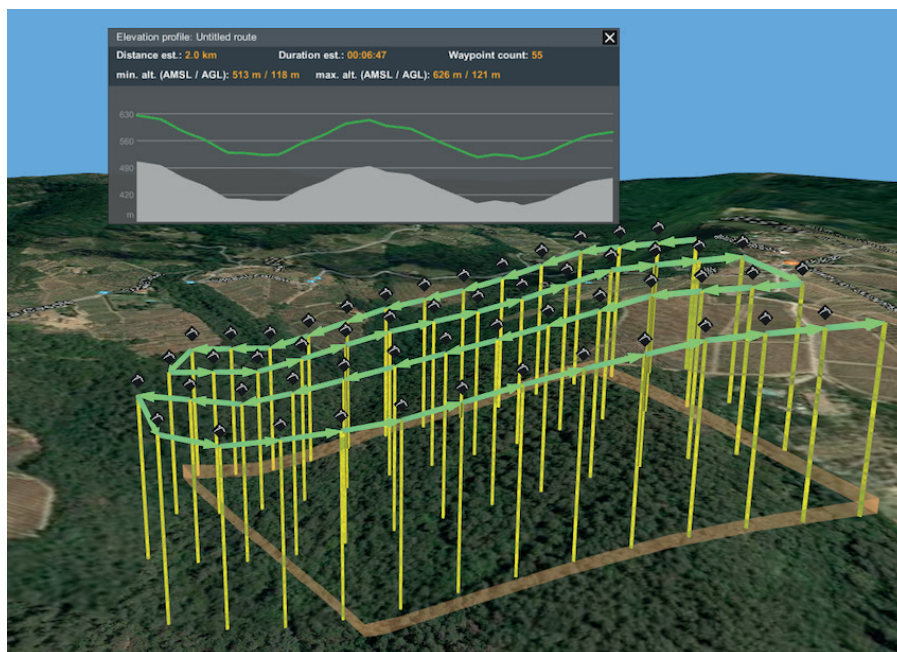 Elevation profile: Untitled route
Distance est.: 2.0 km Duration est.: 00:06:47 Waypoint count: 55
min. alt. (AMSL / AGL): 513 m / 118 m max. alt. (AMSL / AGL): 626 m / 121 m
630
560
490
420
m